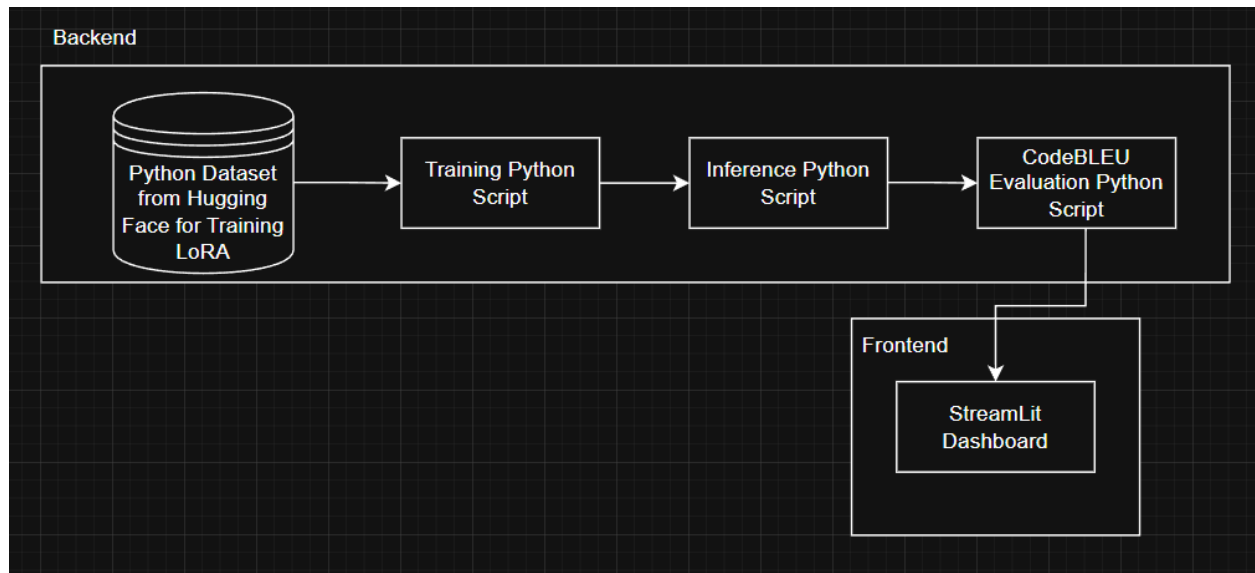 Backend
Python Dataset
from Hugging
Face for Training
LoRA
Training Python
Script
Inference Python
Script
CodeBLEU
Evaluation Python
Script
Frontend
StreamLit
Dashboard